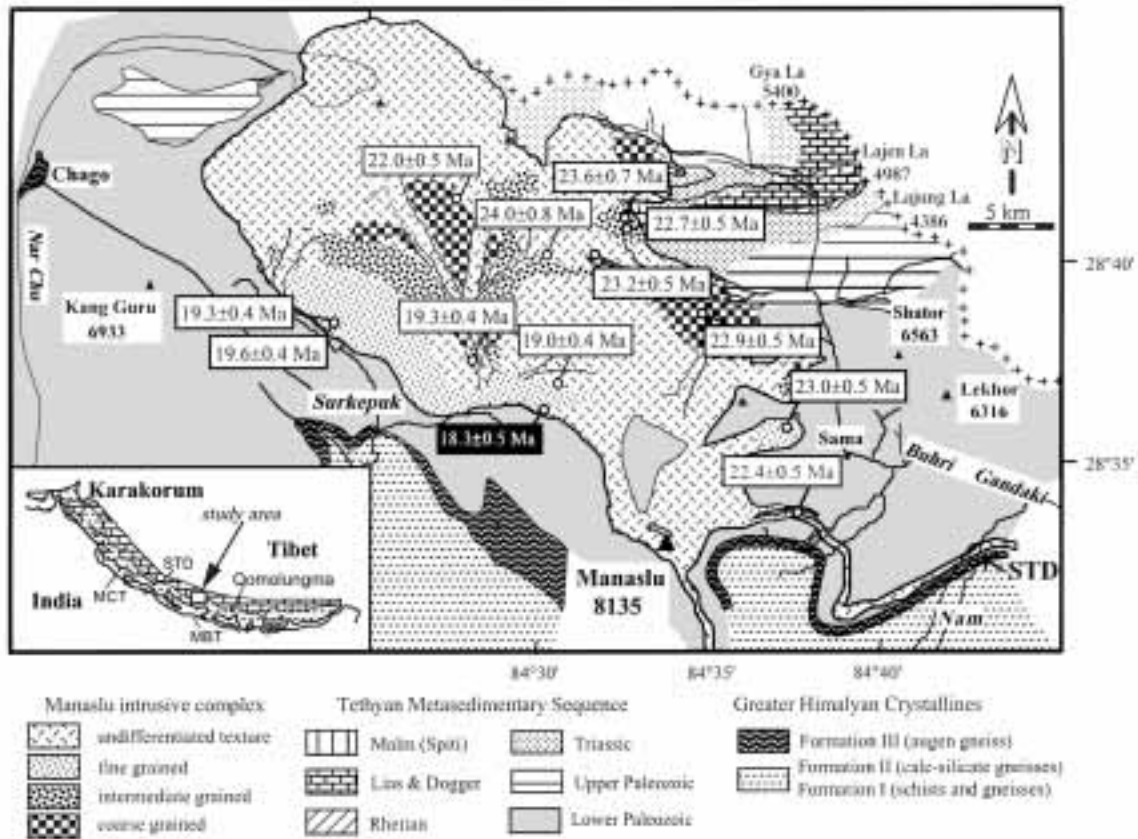 Gya La
5400
Lajen La
4987
Lajung La
4386
N
5 km
Chago
Nar Chu
22.0±0.5 Ma
23.6±0.7 Ma
24.0±0.8 Ma
22.7±0.5 Ma
28°40'
23.2±0.5 Ma
Kang Guru
6933
19.3±0.4 Ma
19.3±0.4 Ma
19.0±0.4 Ma
22.9±0.5 Ma
Shator
6563
19.6±0.4 Ma
23.0±0.5 Ma
Lekhor
6316
Surkepuk
18.3±0.5 Ma
Sama
28°35'
22.4±0.5 Ma
Buhri Gandaki
Karakorum
study area
STD
Tibet
Qomolungma
India
MCT
MBT
Manaslu
8135
STD
Nam
84°30'
84°35'
84°40'
Manaslu intrusive complex
undifferentiated texture
fine grained
intermediate grained
coarse grained
Tethyan Metasedimentary Sequence
Malm (Spiti)
Lias & Dogger
Rhetian
Triassic
Upper Paleozoic
Lower Paleozoic
Greater Himalyan Crystallines
Formation III (augen gneiss)
Formation II (calc-silicate gneisses)
Formation I (schists and gneisses)